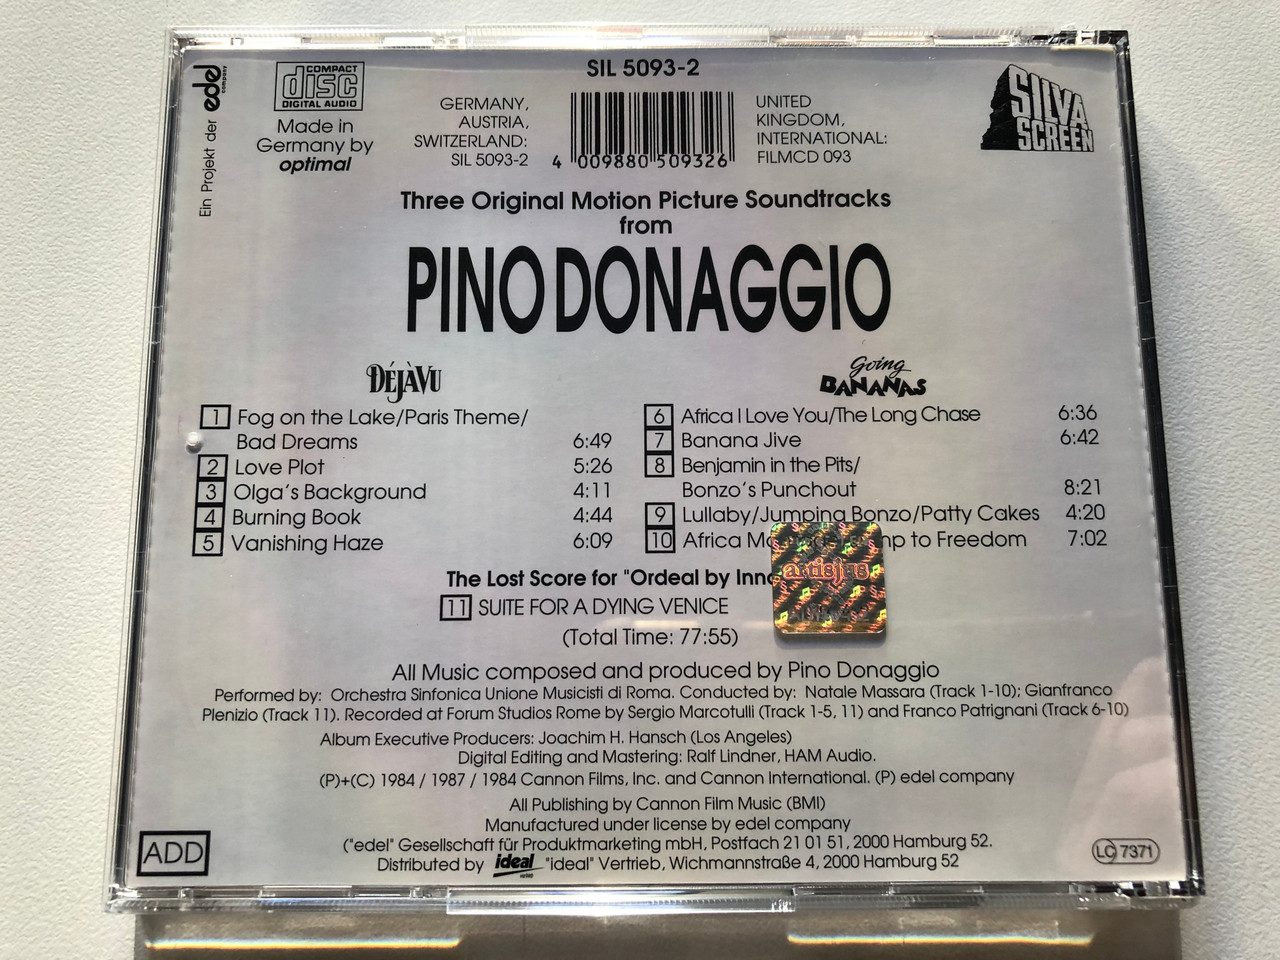 SIL 5093-2
Ein Projekt der edel company
COMPACT
disc
DIGITAL AUDIO
Made in
Germany by
optimal
GERMANY,
AUSTRIA,
SWITZERLAND:
SIL 5093-2
4 009880 509326
UNITED
KINGDOM,
INTERNATIONAL:
FILMCD 093
SILVA
SCREEN
Three Original Motion Picture Soundtracks
from
PINO DONAGGIO
DÉJÀ VU
1 Fog on the Lake/Paris Theme/
Bad Dreams 6:49
2 Love Plot 5:26
3 Olga's Background 4:11
4 Burning Book 4:44
5 Vanishing Haze 6:09
Going
BANANAS
6 Africa I Love You/The Long Chase 6:36
7 Banana Jive 6:42
8 Benjamin in the Pits/
Bonzo's Punchout 8:21
9 Lullaby/Jumping Bonzo/Patty Cakes 4:20
10 Africa to Freedom 7:02
artisjus
The Lost Score for "Ordeal by
11 SUITE FOR A DYING VENICE
(Total Time: 77:55)
All Music composed and produced by Pino Donaggio
Performed by: Orchestra Sinfonica Unione Musicisti di Roma. Conducted by: Natale Massara (Track 1-10); Gianfranco
Plenizio (Track 11). Recorded at Forum Studios Rome by Sergio Marcotulli (Track 1-5, 11) and Franco Patrignani (Track 6-10)
Album Executive Producers: Joachim H. Hansch (Los Angeles)
Digital Editing and Mastering: Ralf Lindner, HAM Audio.
(P)+(C) 1984 / 1987 / 1984 Cannon Films, Inc. and Cannon International. (P) edel company
All Publishing by Cannon Film Music (BMI)
Manufactured under license by edel company
("edel" Gesellschaft für Produktmarketing mbH, Postfach 21 01 51, 2000 Hamburg 52.
Distributed by ideal "ideal" Vertrieb, Wichmannstraße 4, 2000 Hamburg 52
ADD
LC 7371